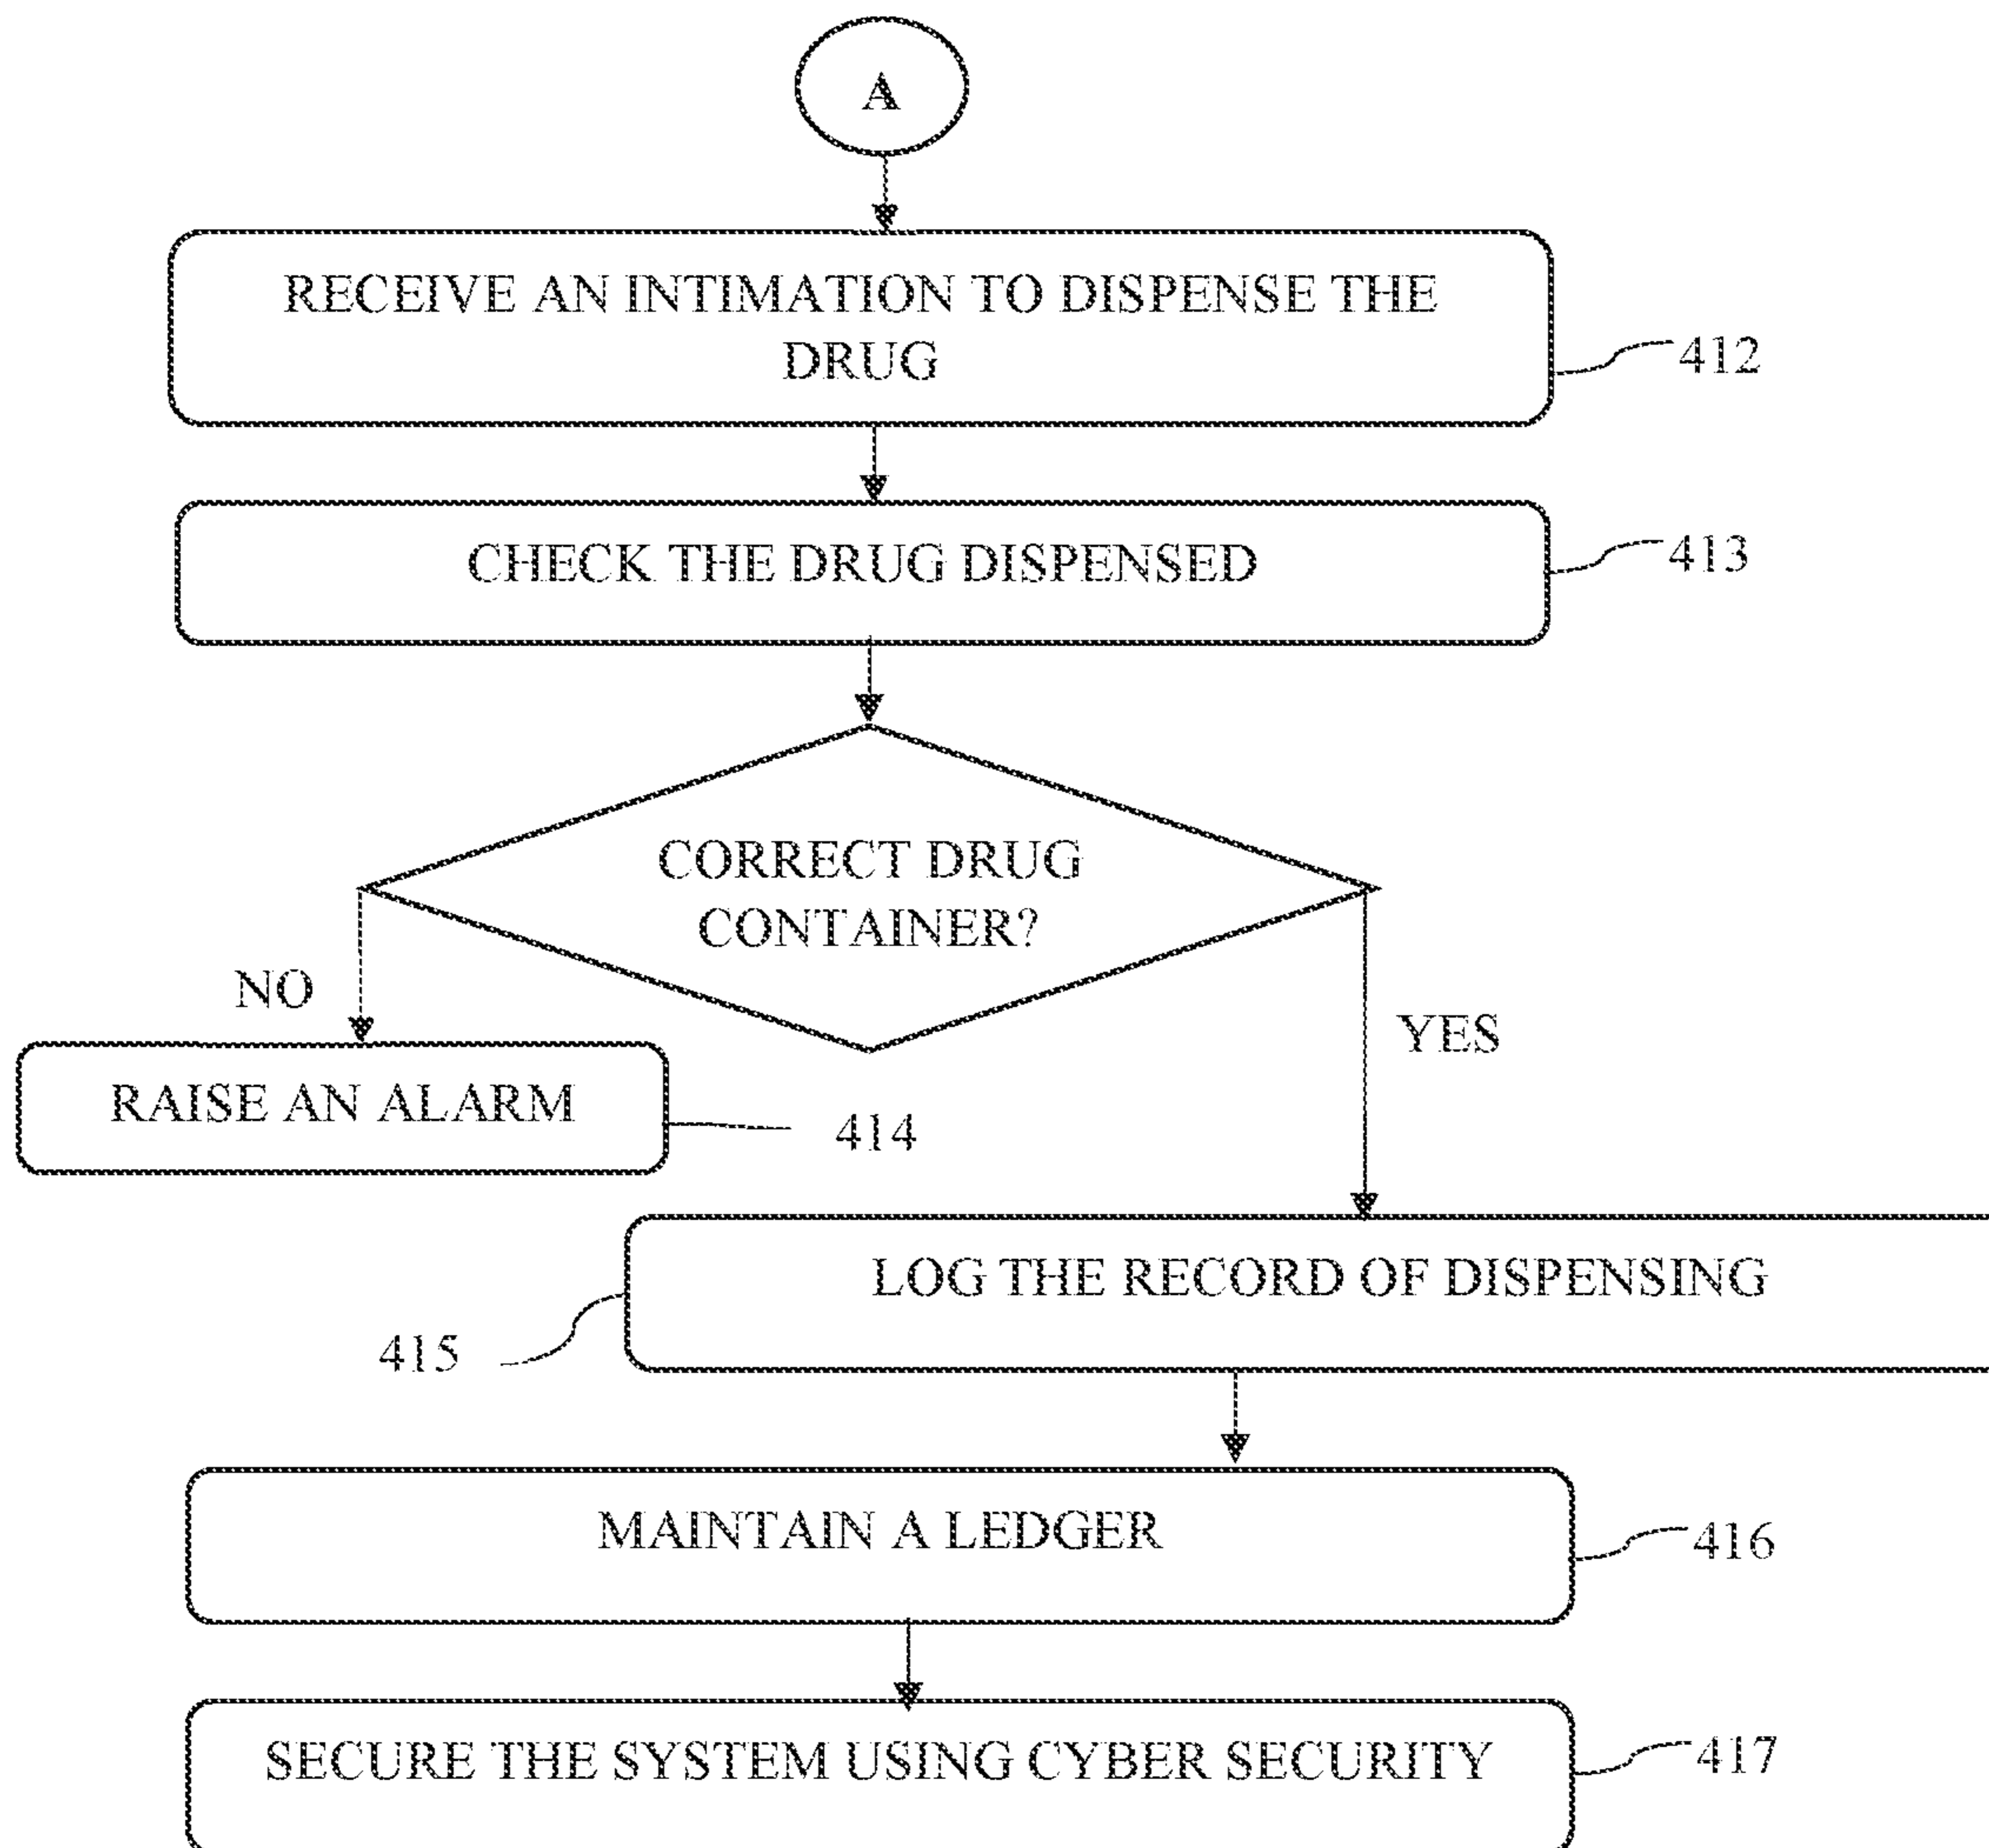 A
RECEIVE AN INTIMATION TO DISPENSE THE
DRUG
412
CHECK THE DRUG DISPENSED
413
CORRECT DRUG
CONTAINER?
NO
YES
RAISE AN ALARM
414
LOG THE RECORD OF DISPENSING
415
MAINTAIN A LEDGER
416
SECURE THE SYSTEM USING CYBER SECURITY
417